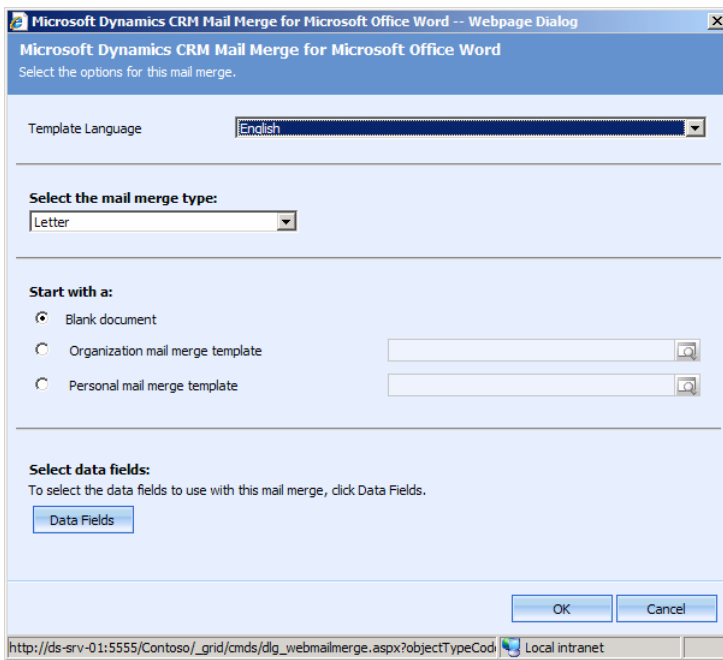 Microsoft Dynamics CRM Mail Merge for Microsoft Office Word -- Webpage Dialog
Microsoft Dynamics CRM Mail Merge for Microsoft Office Word
Select the options for this mail merge.
Template Language English
Select the mail merge type:
Letter
Start with a:
Blank document
Organization mail merge template
Personal mail merge template
Select data fields:
To select the data fields to use with this mail merge, click Data Fields.
Data Fields
OK Cancel
http://ds-srv-01:5555/Contoso/_grid/cmds/dlg_webmailmerge.aspx?objectTypeCod Local intranet